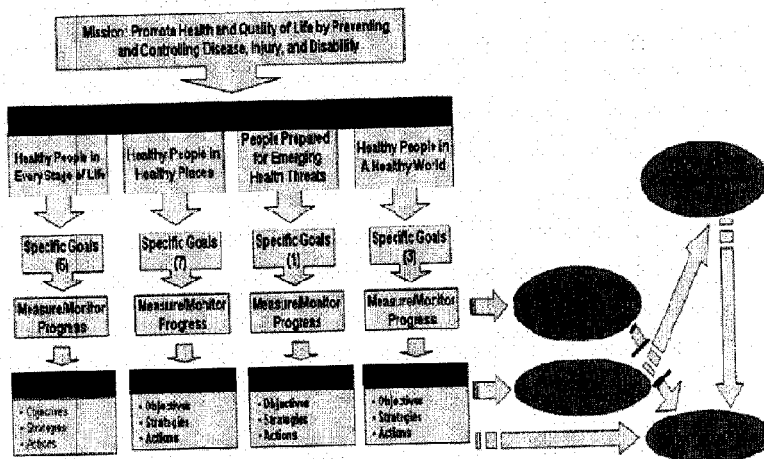 Mission: Promote Health and Quality of Life by Preventing
and Controlling Disease, Injury, and Disability
Healthy People in
Every Stage of Life
Healthy People in
Healthy Places
People Prepared
for Emerging
Health Threats
Healthy People in
A Healthy World
Specific Goals
(5)
Specific Goals
(7)
Specific Goals
(1)
Specific Goals
(3)
Measure/Monitor
Progress
Measure/Monitor
Progress
Measure/Monitor
Progress
Measure/Monitor
Progress
• Objectives
• Strategies
• Actions
• Objectives
• Strategies
• Actions
• Objectives
• Strategies
• Actions
• Objectives
• Strategies
• Actions